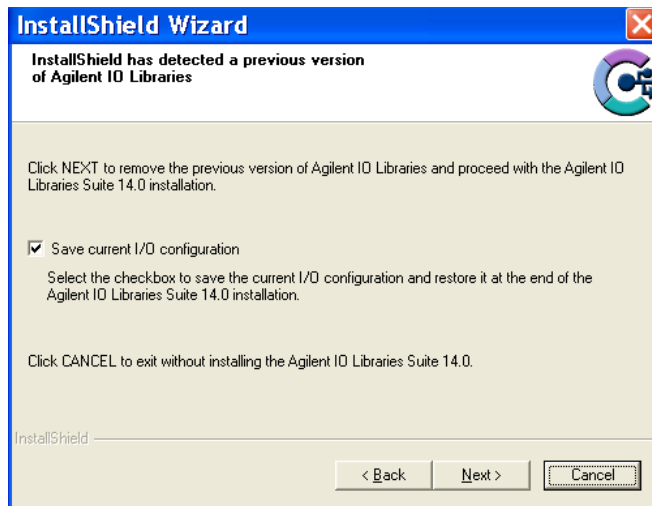 InstallShield Wizard
InstallShield has detected a previous version
of Agilent IO Libraries
Click NEXT to remove the previous version of Agilent IO Libraries and proceed with the Agilent IO
Libraries Suite 14.0 installation.
Save current I/O configuration
Select the checkbox to save the current I/O configuration and restore it at the end of the
Agilent IO Libraries Suite 14.0 installation.
Click CANCEL to exit without installing the Agilent IO Libraries Suite 14.0.
InstallShield
< Back Next > Cancel